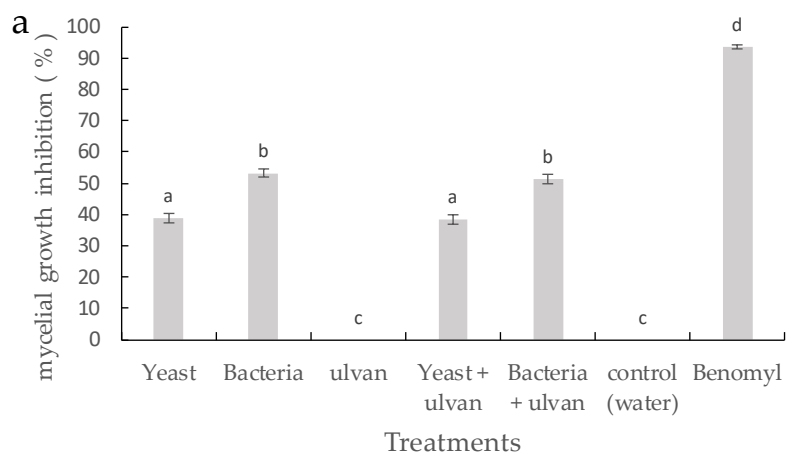 a
mycelial growth inhibition ( % )
100
90
80
70
60
50
40
30
20
10
0
a
b
c
a
b
c
d
Yeast
Bacteria
ulvan
Yeast +
ulvan
Bacteria
+ ulvan
control
(water)
Benomyl
Treatments